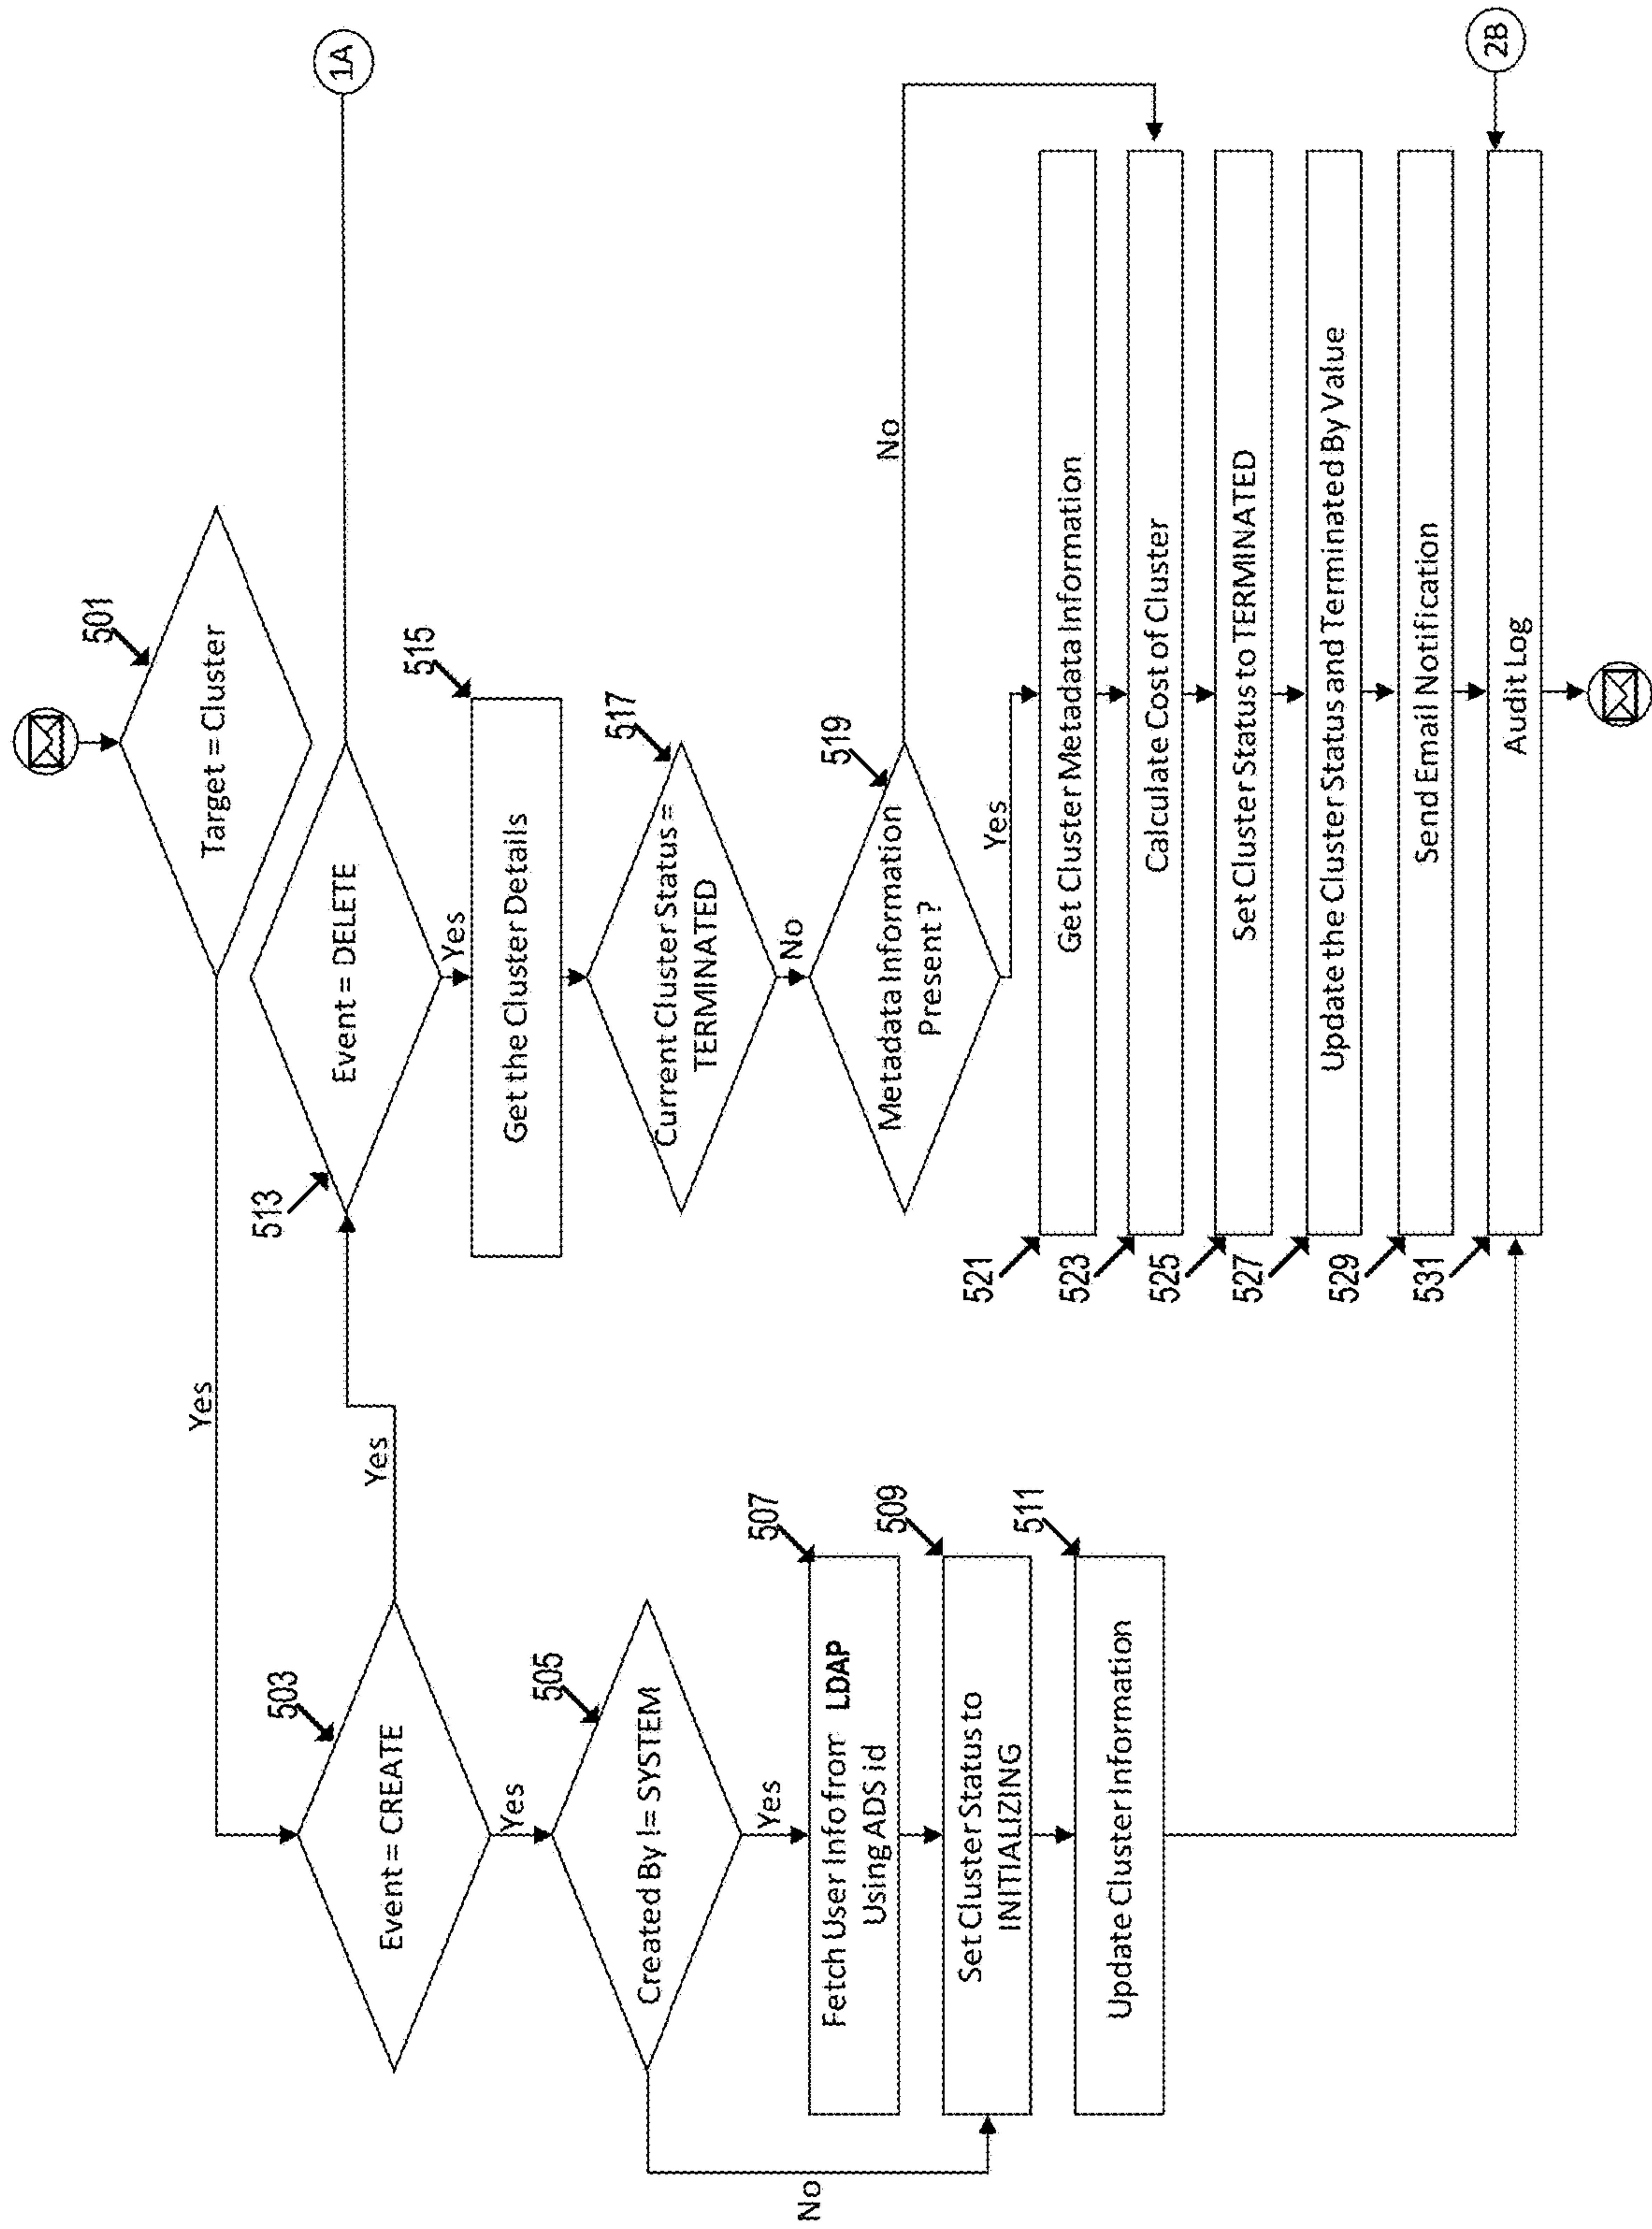 501
Target = Cluster
Yes
503
Event = CREATE
Yes
Yes
505
Created By != SYSTEM
No
Yes
507
Fetch User Info from LDAP
Using ADS id
509
Set Cluster Status to
INITIALIZING
511
Update Cluster Information
513
Event = DELETE
1A
Yes
515
Get the Cluster Details
517
Current Cluster Status =
TERMINATED
No
519
Metadata Information
Present ?
Yes
No
521
Get Cluster Metadata Information
523
Calculate Cost of Cluster
525
Set Cluster Status to TERMINATED
527
Update the Cluster Status and Terminated By Value
529
Send Email Notification
531
Audit Log
2B